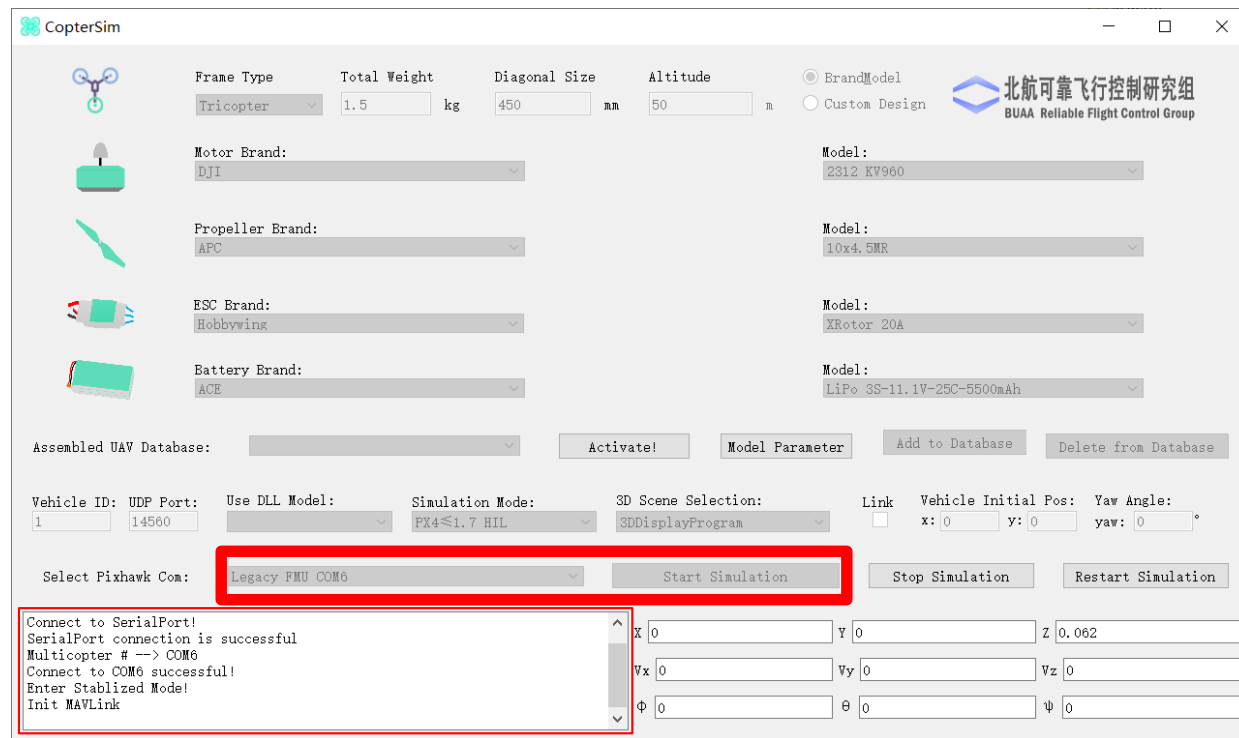 CopterSim
Frame Type Total Weight Diagonal Size Altitude
Tricopter 1.5 kg 450 mm 50 m
BrandModel
Custom Design
北航可靠飞行控制研究组
BUAA Reliable Flight Control Group
Motor Brand: Model:
DJI 2312 KV960
Propeller Brand: Model:
APC 10x4.5MR
ESC Brand: Model:
Hobbywing XRotor 20A
Battery Brand: Model:
ACE LiPo 3S-11.1V-25C-5500mAh
Assembled UAV Database: Activate! Model Parameter Add to Database Delete from Database
Vehicle ID: UDP Port: Use DLL Model: Simulation Mode: 3D Scene Selection: Link Vehicle Initial Pos: Yaw Angle:
1 14560 PX4≤1.7 HIL 3DDisplayProgram x: 0 y: 0 yaw: 0 °
Select Pixhawk Com: Legacy FMU COM6 Start Simulation Stop Simulation Restart Simulation
Connect to SerialPort!
SerialPort connection is successful
Multicopter # --> COM6
Connect to COM6 successful!
Enter Stablized Mode!
Init MAVLink
X 0 Y 0 Z 0.062
Vx 0 Vy 0 Vz 0
Φ 0 θ 0 ψ 0